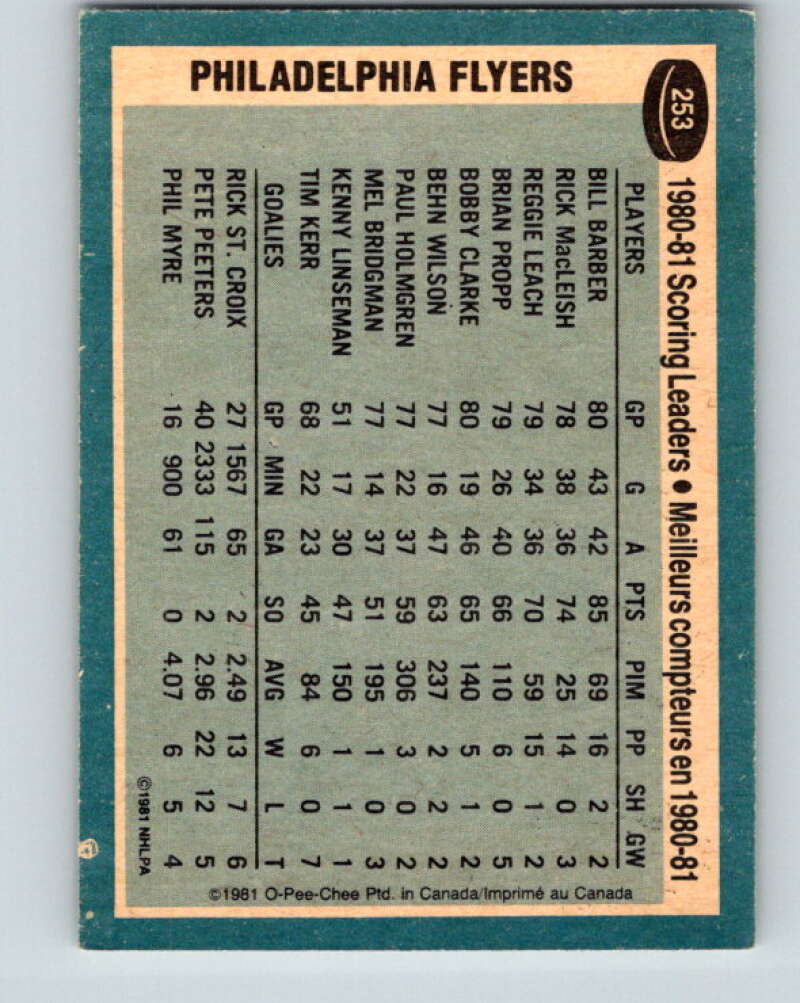 PHILADELPHIA FLYERS
253
1980-81 Scoring Leaders • Meilleurs compteurs en 1980-81
PLAYERS GP G A PTS PIM PP SH GW
BILL BARBER 80 43 42 85 69 16 2 2
RICK MacLEISH 78 38 36 74 25 14 0 3
REGGIE LEACH 79 34 36 70 59 15 1 2
BRIAN PROPP 79 26 40 66 110 6 0 5
BOBBY CLARKE 80 19 46 65 140 5 1 2
BEHN WILSON 77 16 47 63 237 2 2 2
PAUL HOLMGREN 77 22 37 59 306 3 0 2
MEL BRIDGMAN 77 14 37 51 195 1 0 3
KENNY LINSEMAN 51 17 30 47 150 1 1 1
TIM KERR 68 22 23 45 84 6 0 7
GOALIES GP MIN GA SO AVG W L T
RICK ST. CROIX 27 1567 65 2 2.49 13 7 6
PETE PEETERS 40 2333 115 2 2.96 22 12 5
PHIL MYRE 16 900 61 0 4.07 6 5 4
©1981 NHLPA
©1981 O-Pee-Chee Ptd. in Canada/Imprimé au Canada